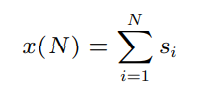 x(N) = \sum_{i=1}^{N} s_i